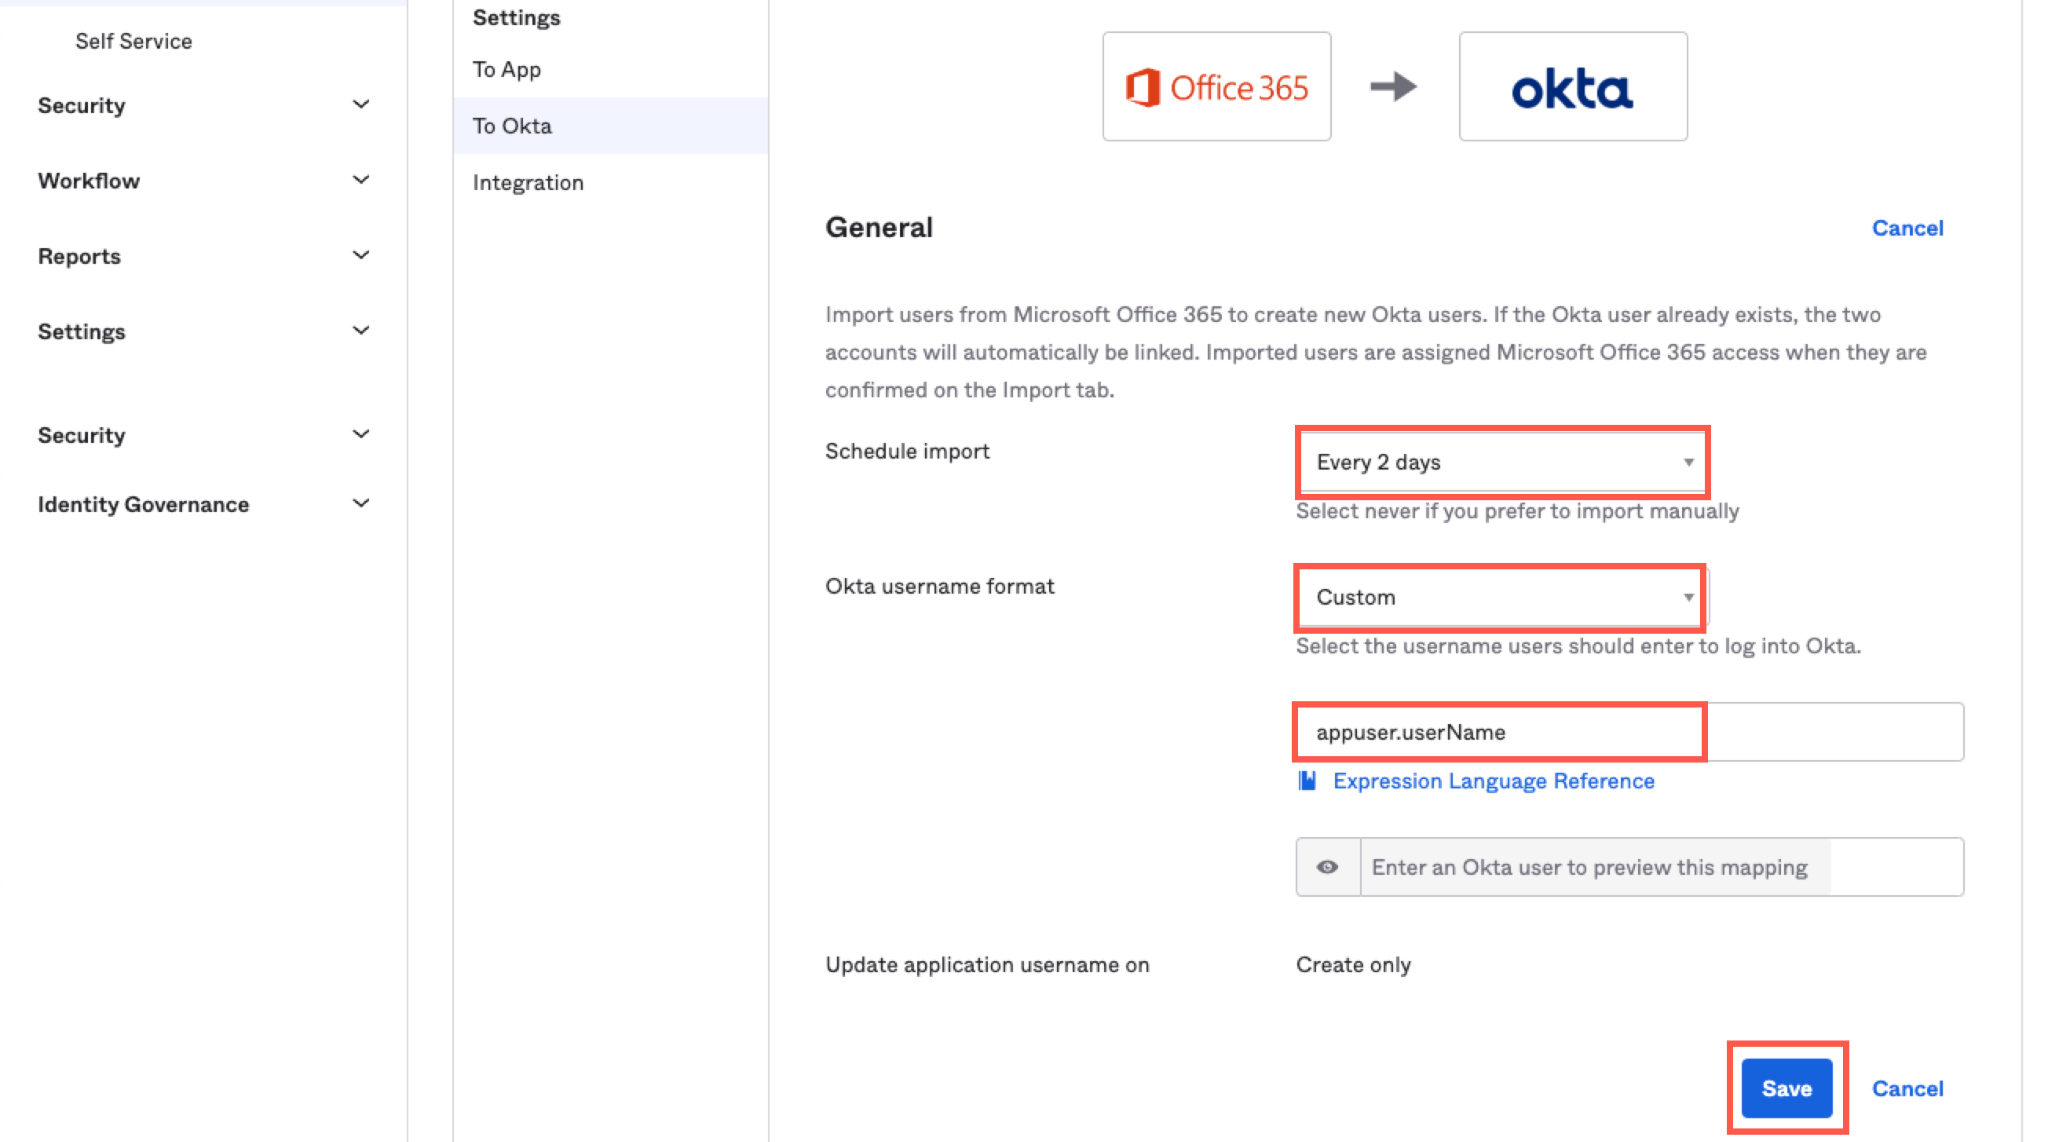 Self Service
Security
Workflow
Reports
Settings
Security
Identity Governance
Settings
To App
To Okta
Integration
Office 365
okta
General
Cancel
Import users from Microsoft Office 365 to create new Okta users. If the Okta user already exists, the two
accounts will automatically be linked. Imported users are assigned Microsoft Office 365 access when they are
confirmed on the Import tab.
Schedule import
Every 2 days
Select never if you prefer to import manually
Okta username format
Custom
Select the username users should enter to log into Okta.
appuser.userName
Expression Language Reference
Enter an Okta user to preview this mapping
Update application username on
Create only
Save
Cancel